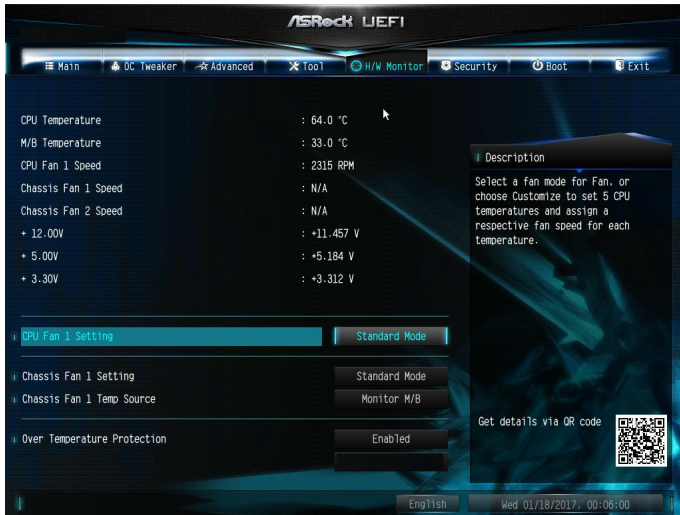 ASRock UEFI
Main OC Tweaker Advanced Tool H/W Monitor Security Boot Exit
CPU Temperature : 64.0 °C
M/B Temperature : 33.0 °C
CPU Fan 1 Speed : 2315 RPM
Chassis Fan 1 Speed : N/A
Chassis Fan 2 Speed : N/A
+ 12.00V : +11.457 V
+ 5.00V : +5.184 V
+ 3.30V : +3.312 V
CPU Fan 1 Setting Standard Mode
Chassis Fan 1 Setting Standard Mode
Chassis Fan 1 Temp Source Monitor M/B
Over Temperature Protection Enabled
Description
Select a fan mode for Fan. or
choose Customize to set 5 CPU
temperatures and assign a
respective fan speed for each
temperature.
Get details via QR code
English Wed 01/18/2017. 00:06:00